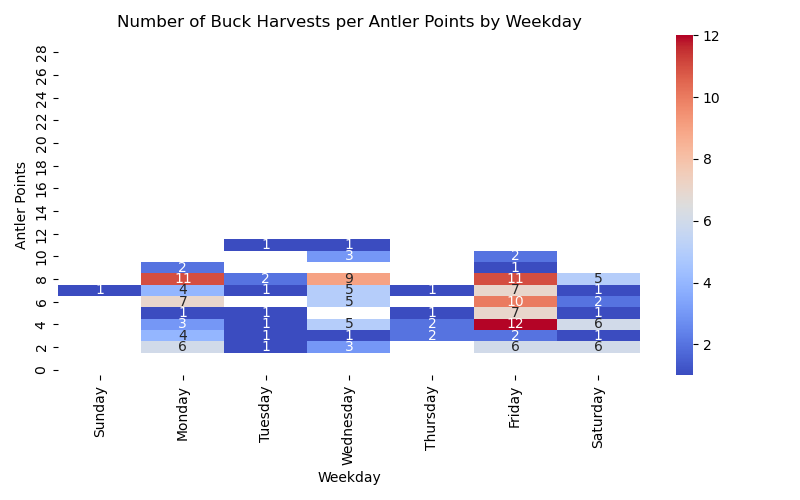 Number of Buck Harvests per Antler Points by Weekday
Antler Points
28
26
24
22
20
18
16
14
12
10
8
6
4
2
0
1 1
3 2
2 1
11 2 9 11 5
1 4 1 5 1 7 1
7 5 10 2
1 1 1 7 1
3 1 5 2 12 6
4 1 1 2 2 1
6 1 3 6 6
Sunday
Monday
Tuesday
Wednesday
Thursday
Friday
Saturday
Weekday
12
10
8
6
4
2